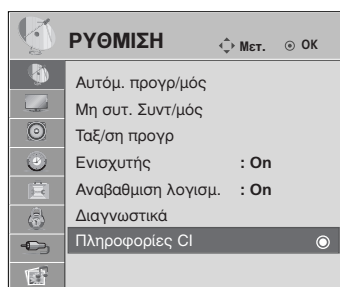 ΡΥΘΜΙΣΗ Μετ. OK
Αυτόμ. προγρ/μός
Μη συτ. Συντ/μός
Ταξ/ση προγρ
Ενισχυτής : On
Αναβαθμιση λογισμ. : On
Διαγνωστικά
Πληροφορίες CI